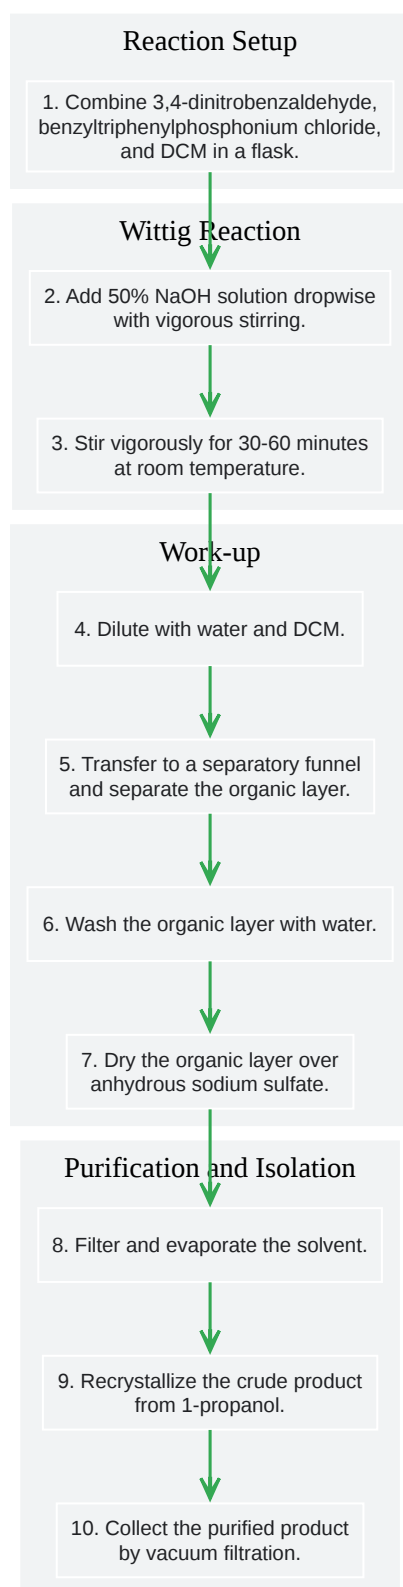 Reaction Setup
1. Combine 3,4-dinitrobenzaldehyde,
benzyltriphenylphosphonium chloride,
and DCM in a flask.
Wittig Reaction
2. Add 50% NaOH solution dropwise
with vigorous stirring.
3. Stir vigorously for 30-60 minutes
at room temperature.
Work-up
4. Dilute with water and DCM.
5. Transfer to a separatory funnel
and separate the organic layer.
6. Wash the organic layer with water.
7. Dry the organic layer over
anhydrous sodium sulfate.
Purification and Isolation
8. Filter and evaporate the solvent.
9. Recrystallize the crude product
from 1-propanol.
10. Collect the purified product
by vacuum filtration.